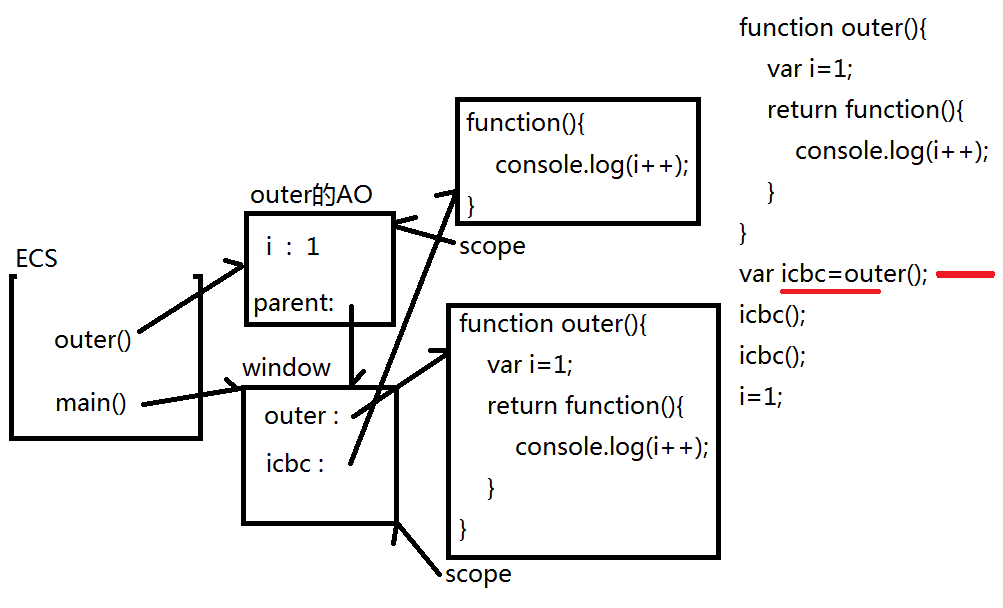 function outer(){
var i=1;
return function(){
console.log(i++);
}
}
var icbc=outer();
icbc();
icbc();
i=1;
function(){
console.log(i++);
}
outer的AO
i : 1
parent:
scope
ECS
outer()
main()
window
outer :
icbc :
function outer(){
var i=1;
return function(){
console.log(i++);
}
}
scope